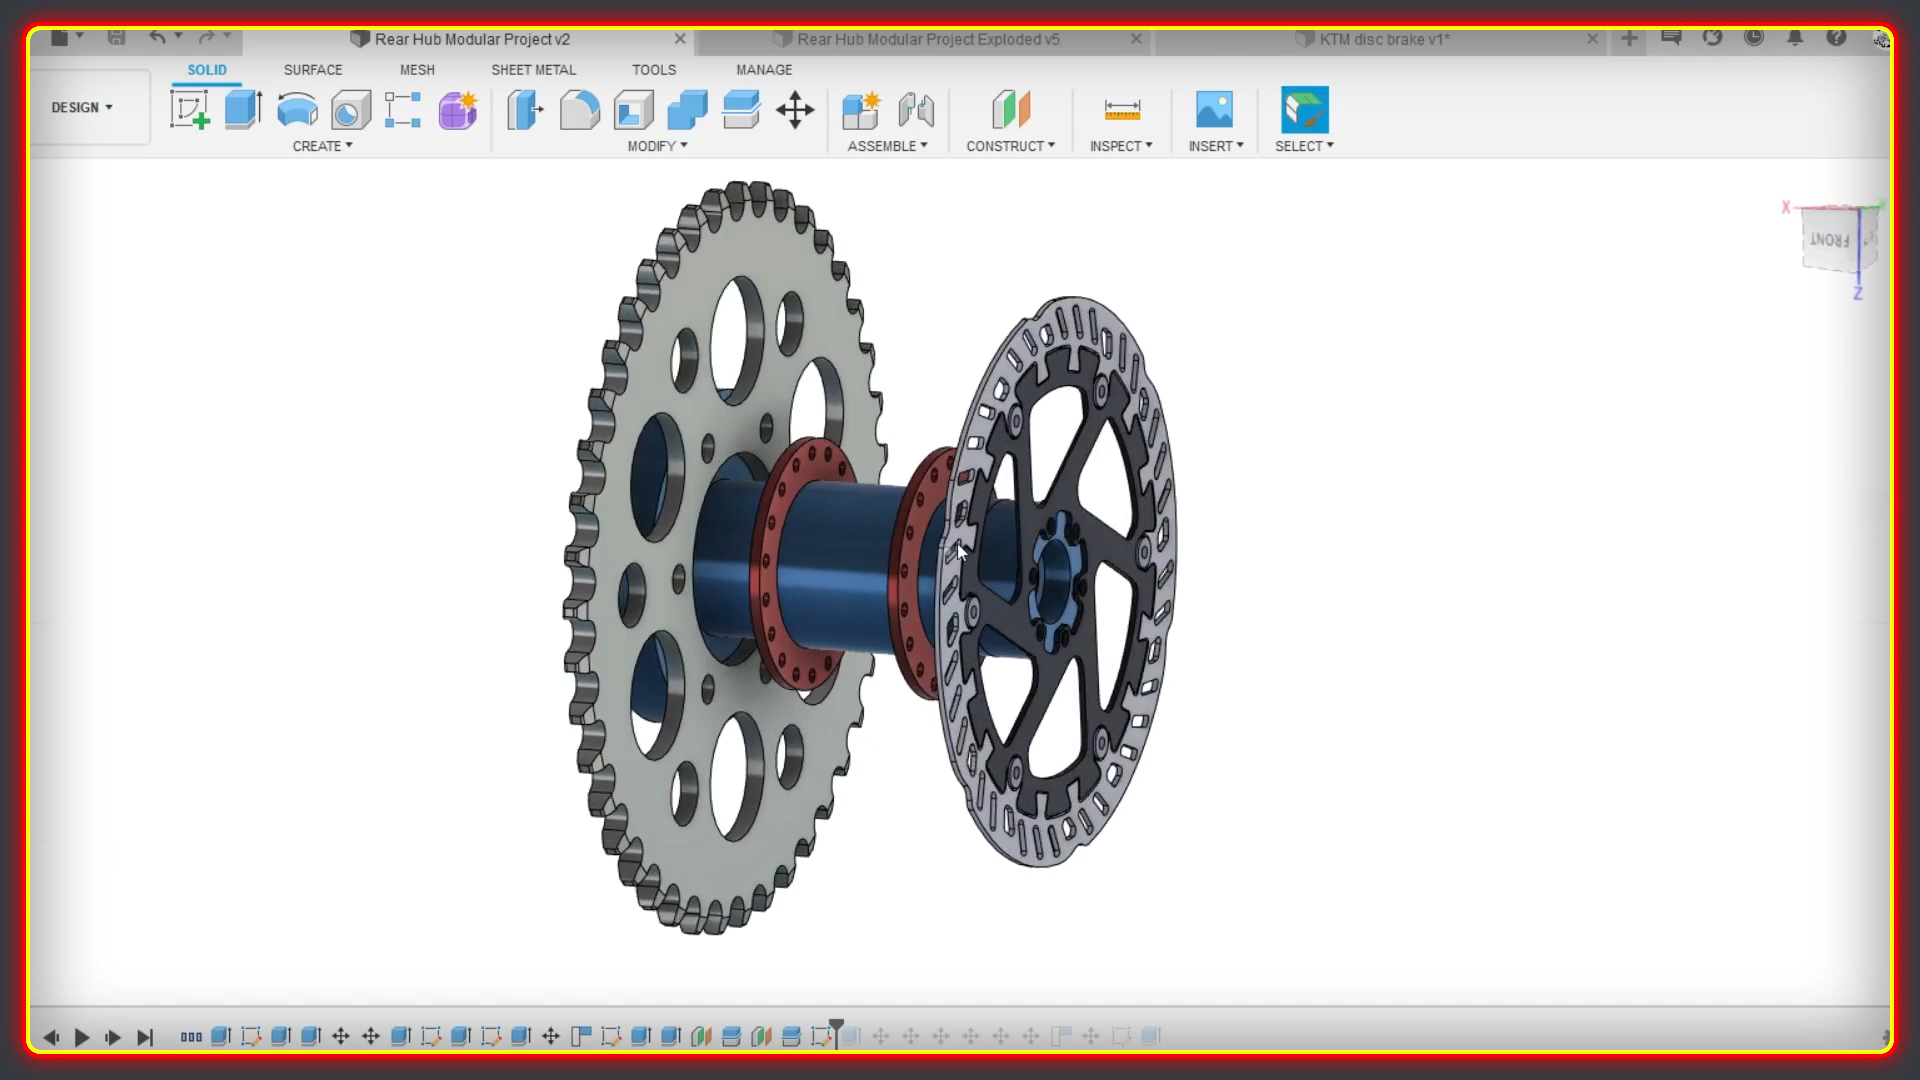 Rear Hub Modular Project v2
Rear Hub Modular Project Exploded v5
KTM disc brake v1*
SOLID SURFACE MESH SHEET METAL TOOLS MANAGE
DESIGN
CREATE MODIFY ASSEMBLE CONSTRUCT INSPECT INSERT SELECT
X
FRONT
Z